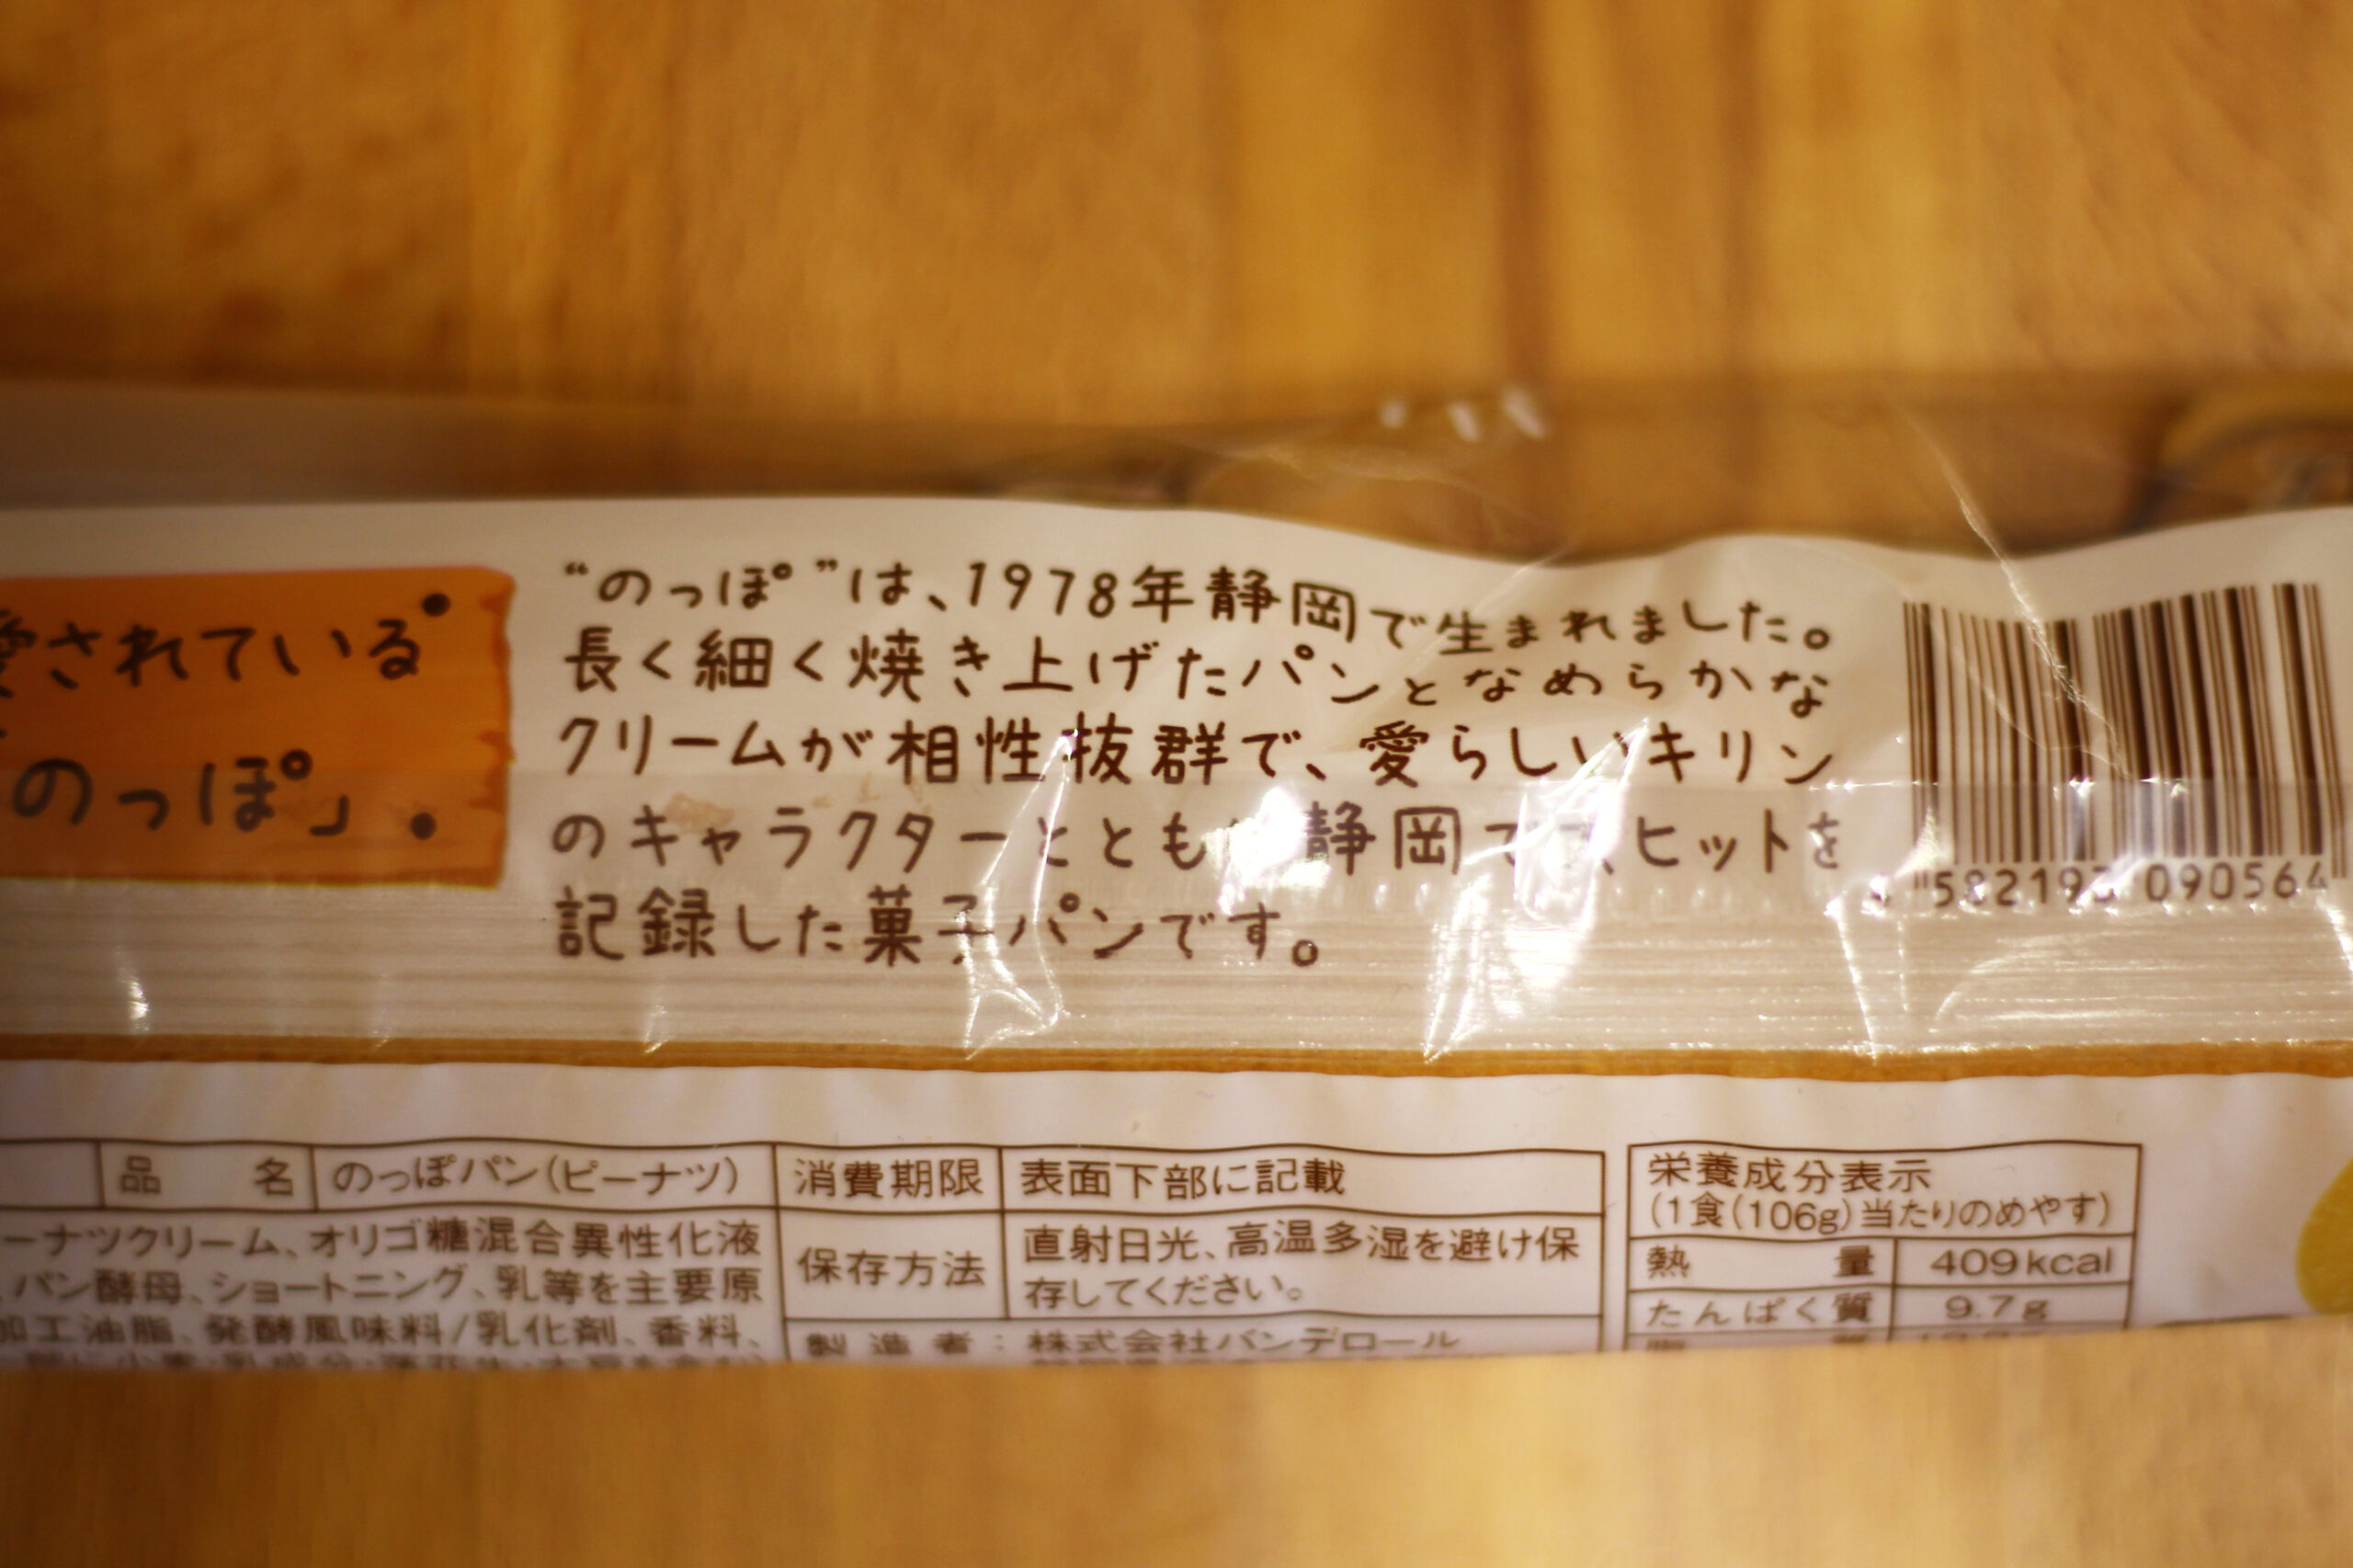 愛されている
「のっぽ」
“のっぽ”は、1978年静岡で生まれました。
長く細く焼き上げたパンとなめらかな
クリームが相性抜群で、愛らしいキリン
のキャラクターとともに静岡で大ヒットを
記録した菓子パンです。
4 582193 090564
品名 のっぽパン(ピーナツ)
ーナツクリーム、オリゴ糖混合異性化液
、パン酵母、ショートニング、乳等を主要原
加工油脂、発酵風味料/乳化剤、香料、
消費期限 表面下部に記載
保存方法 直射日光、高温多湿を避け保
存してください。
製造者:株式会社バンデロール
栄養成分表示
(1食(106g)当たりのめやす)
熱量 409kcal
たんぱく質 9.7g